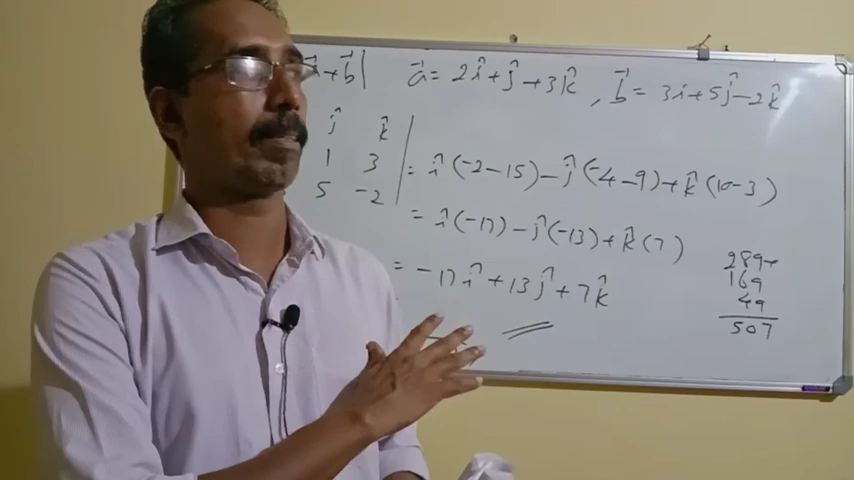 + b⃗| a⃗ = 2î + ĵ + 3k̂ , b⃗ = 3i + 5ĵ - 2k̂
ĵ k̂
1 3 | = î(-2-15) - ĵ(-4-9) + k̂(10-3)
5 -2
= î(-17) - ĵ(-13) + k̂(7)
= -17î + 13ĵ + 7k̂
289+
169
49
507